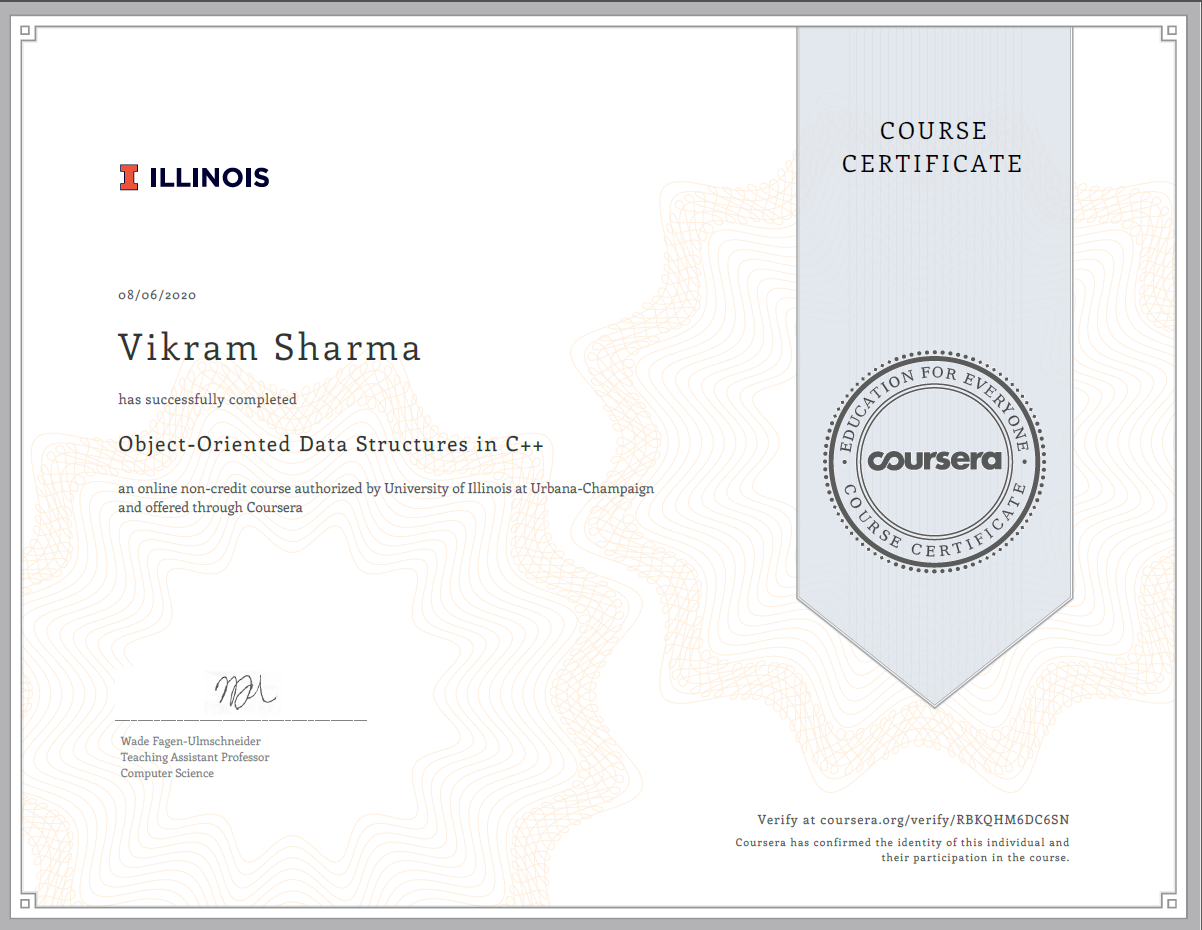 COURSE
CERTIFICATE
ILLINOIS
08/06/2020
Vikram Sharma
has successfully completed
Object-Oriented Data Structures in C++
an online non-credit course authorized by University of Illinois at Urbana-Champaign
and offered through Coursera
EDUCATION FOR EVERYONE
coursera
COURSE CERTIFICATE
Wade Fagen-Ulmschneider
Teaching Assistant Professor
Computer Science
Verify at coursera.org/verify/RBKQHM6DC6SN
Coursera has confirmed the identity of this individual and
their participation in the course.